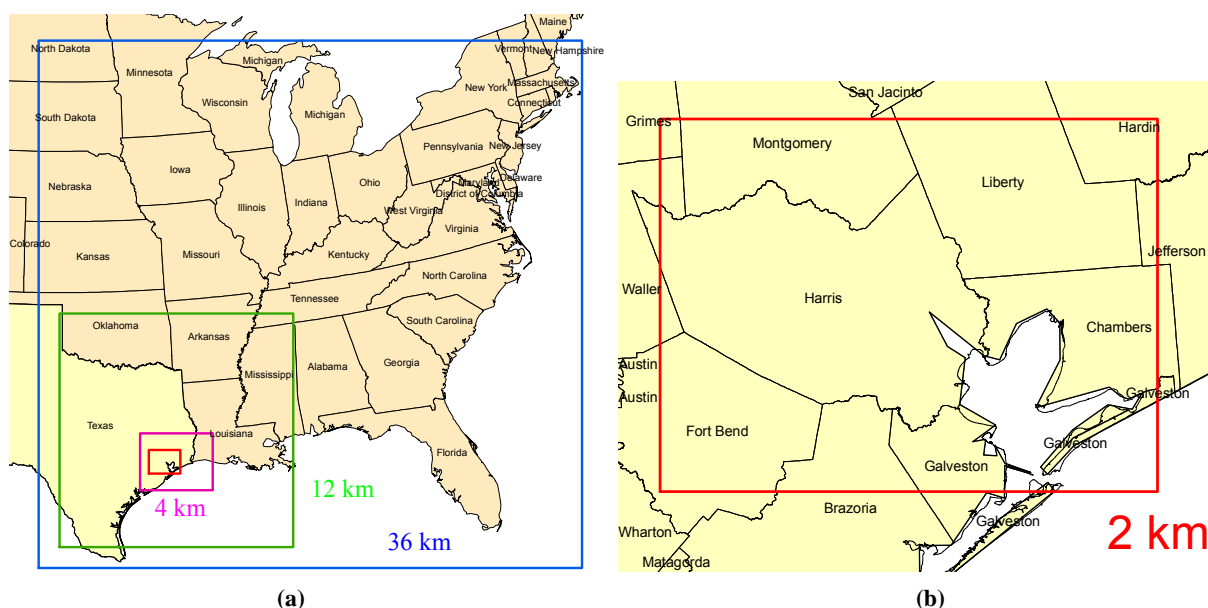 Maine
North Dakota
Vermont
New Hampshire
Minnesota
Michigan
Massachusetts
Wisconsin
New York
Connecticut
South Dakota
Michigan
Pennsylvania
New Jersey
Iowa
Nebraska
Ohio
Delaware
Maryland
District of Columbia
Illinois
Indiana
West Virginia
Virginia
Colorado
Kansas
Missouri
Kentucky
North Carolina
Tennessee
Oklahoma
Arkansas
South Carolina
Mississippi
Alabama
Georgia
Texas
Louisiana
Florida
12 km
4 km
36 km
(a)
San Jacinto
Grimes
Hardin
Montgomery
Liberty
Jefferson
Waller
Harris
Chambers
Austin
Galveston
Austin
Fort Bend
Galveston
Galveston
Brazoria
Galveston
Wharton
2 km
Matagorda
(b)